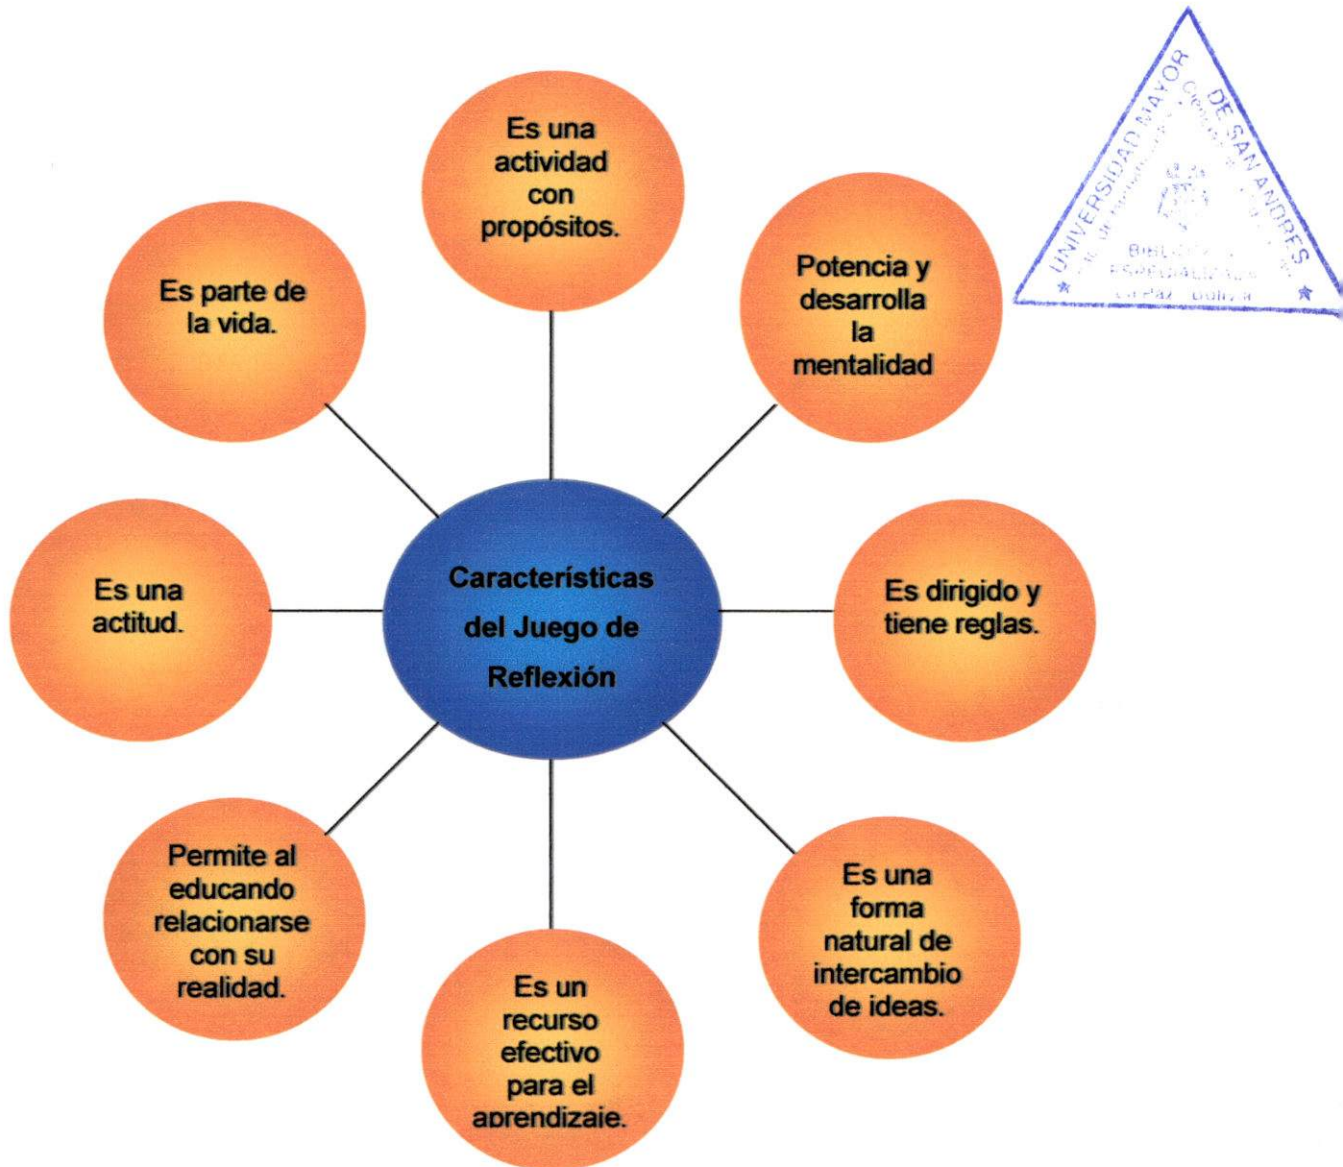 Es una
actividad
con
propósitos.
Potencia y
desarrolla
la
mentalidad
Es dirigido y
tiene reglas.
Es una
forma
natural de
intercambio
de ideas.
Es un
recurso
efectivo
para el
aprendizaje.
Permite al
educando
relacionarse
con su
realidad.
Es una
actitud.
Es parte de
la vida.
Características
del Juego de
Reflexión
UNIVERSIDAD MAYOR
DE SAN ANDRES
La Paz - Bolivia